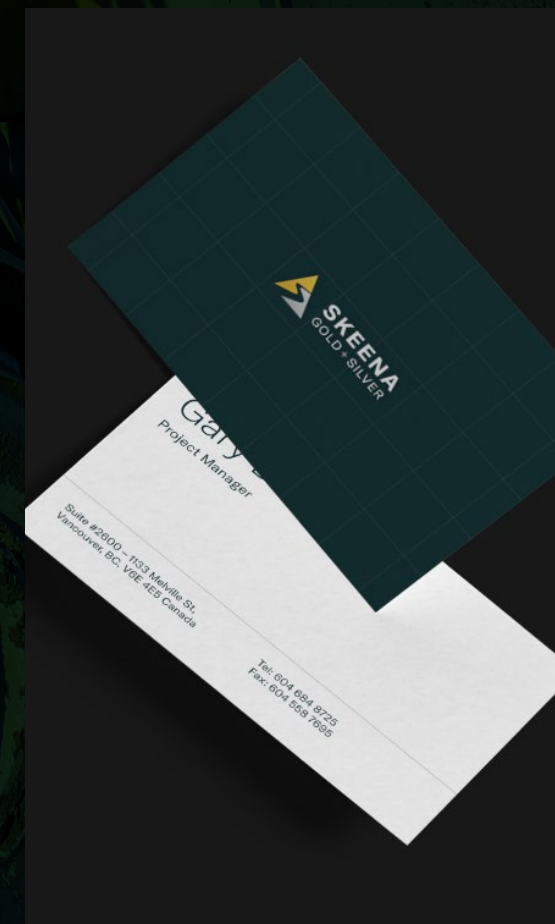 SKEENA
GOLD + SILVER
Gary
Project Manager
Suite #2600 – 1133 Melville St,
Vancouver, BC, V6E 4E5 Canada
Tel: 604 684 8725
Fax: 604 558 7695